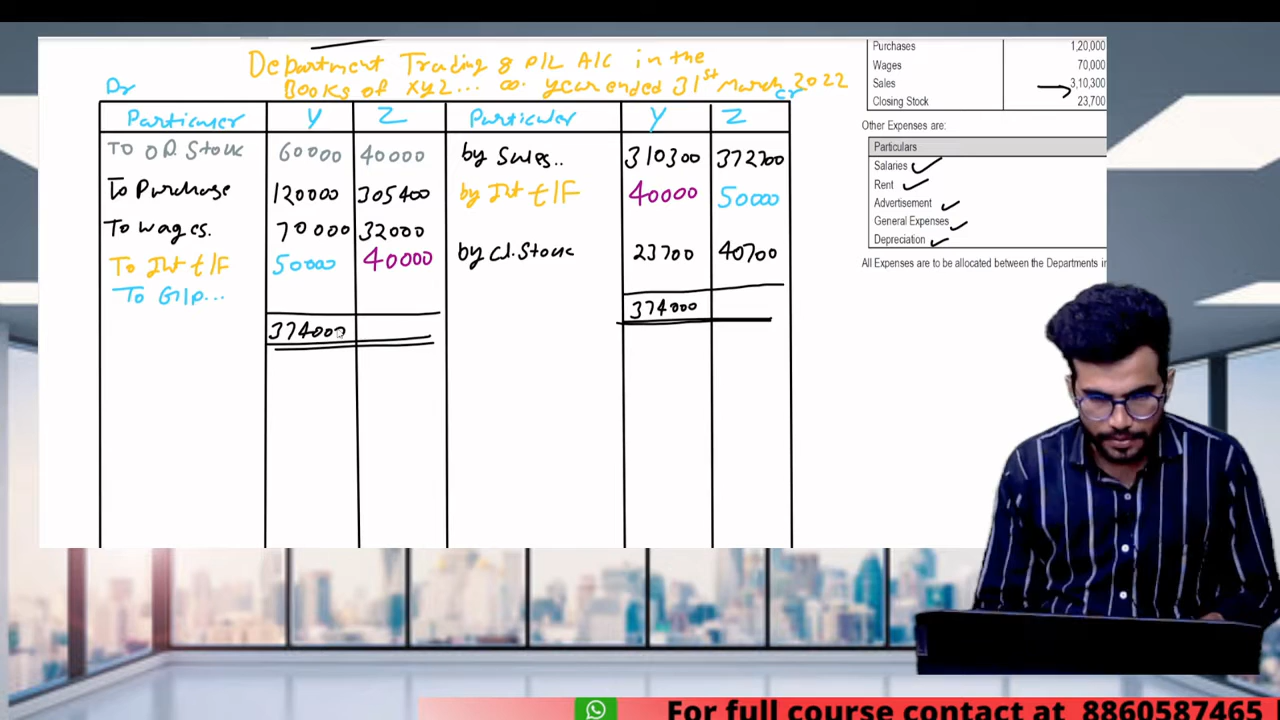 Department Trading & P/L A/C in the
Books of XYZ... on year ended 31st March 2022
Dr
Cr
Particuler Y Z Particuler Y Z
To OP. Stock 60000 40000 by Sales.. 310300 372700
To Purchase 120000 305400 by Int t/F 40000 50000
To wages. 70000 32000
To Int t/F 50000 40000 by Cl. Stock 23700 40700
To G/p...
374000
374000
Purchases 1,20,000
Wages 70,000
Sales 3,10,300
Closing Stock 23,700
Other Expenses are:
Particulars
Salaries
Rent
Advertisement
General Expenses
Depreciation
All Expenses are to be allocated between the Departments in
For full course contact at 8860587465